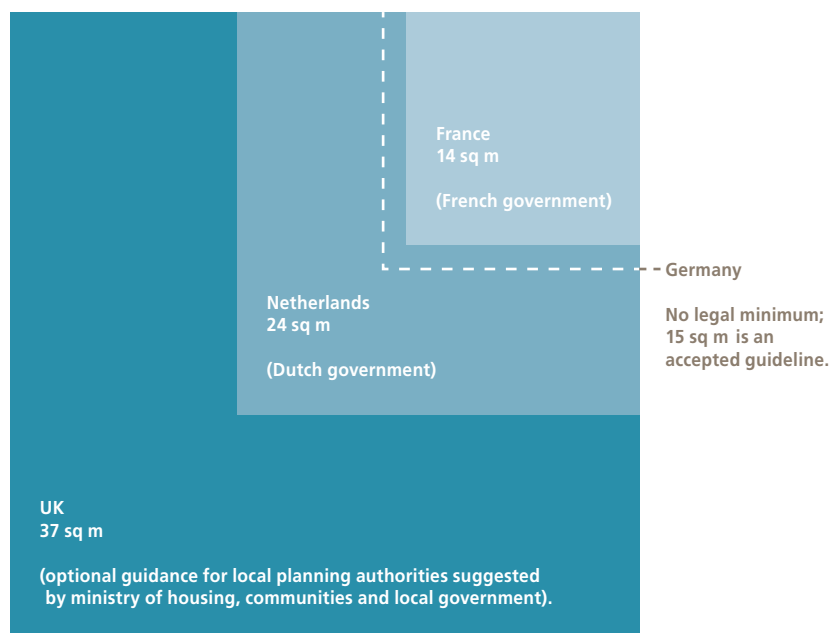 France
14 sq m
(French government)
Germany
No legal minimum;
15 sq m is an
accepted guideline.
Netherlands
24 sq m
(Dutch government)
UK
37 sq m
(optional guidance for local planning authorities suggested
by ministry of housing, communities and local government).